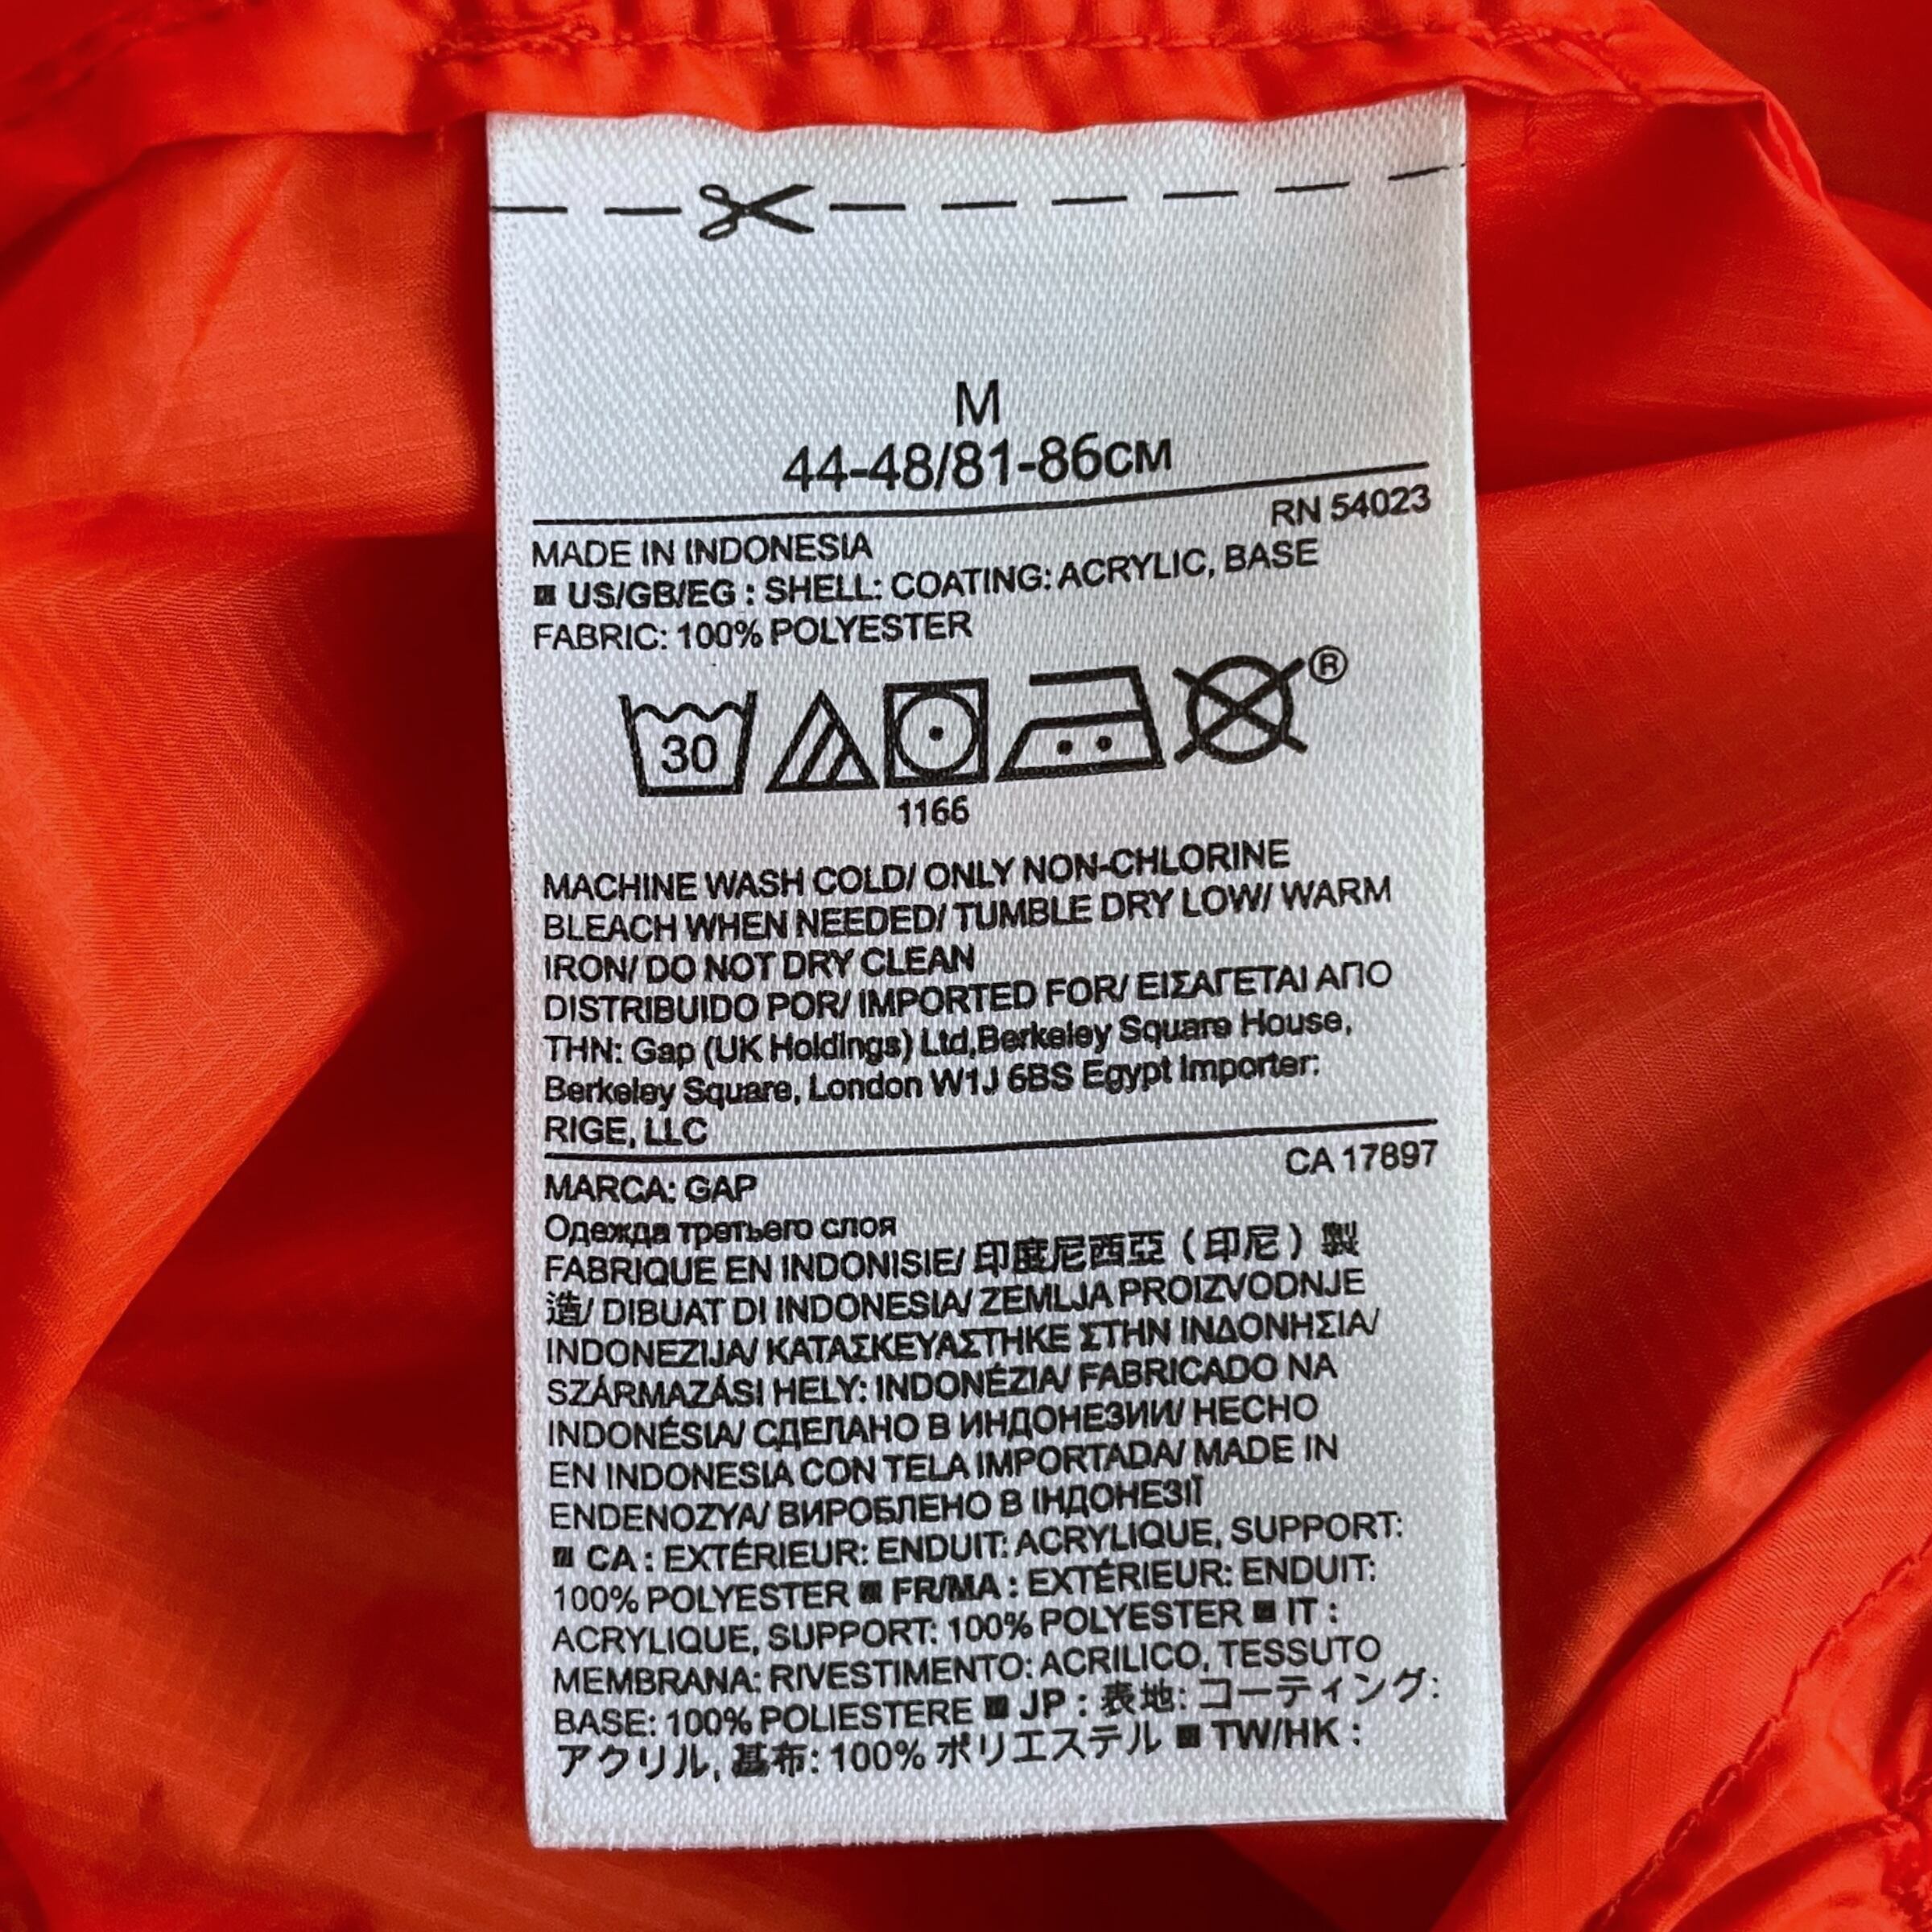 M
44-48/81-86CM
RN 54023
MADE IN INDONESIA
■ US/GB/EG : SHELL: COATING: ACRYLIC, BASE
FABRIC: 100% POLYESTER
30
®
1166
MACHINE WASH COLD/ ONLY NON-CHLORINE
BLEACH WHEN NEEDED/ TUMBLE DRY LOW/ WARM
IRON/ DO NOT DRY CLEAN
DISTRIBUIDO POR/ IMPORTED FOR/ ΕΙΣΑΓΕΤΑΙ ΑΠΟ
ΤΗΝ: Gap (UK Holdings) Ltd,Berkeley Square House,
Berkeley Square, London W1J 6BS Egypt Importer:
RIGE, LLC
CA 17897
MARCA: GAP
Одежда третьего слоя
FABRIQUE EN INDONISIE/ 印度尼西亞（印尼）製
造/ DIBUAT DI INDONESIA/ ZEMLJA PROIZVODNJE
INDONEZIJA/ ΚΑΤΑΣΚΕΥΑΣΤΗΚΕ ΣΤΗΝ ΙΝΔΟΝΗΣΙΑ/
SZÁRMAZÁSI HELY: INDONÉZIA/ FABRICADO NA
INDONÉSIA/ СДЕЛАНО В ИНДОНЕЗИИ/ HECHO
EN INDONESIA CON TELA IMPORTADA/ MADE IN
ENDENOZYA/ ВИРОБЛЕНО В ІНДОНЕЗІЇ
■ CA : EXTÉRIEUR: ENDUIT: ACRYLIQUE, SUPPORT:
100% POLYESTER ■ FR/MA : EXTÉRIEUR: ENDUIT:
ACRYLIQUE, SUPPORT: 100% POLYESTER ■ IT :
MEMBRANA: RIVESTIMENTO: ACRILICO, TESSUTO
BASE: 100% POLIESTERE ■ JP : 表地: コーティング:
アクリル, 基布: 100% ポリエステル ■ TW/HK :